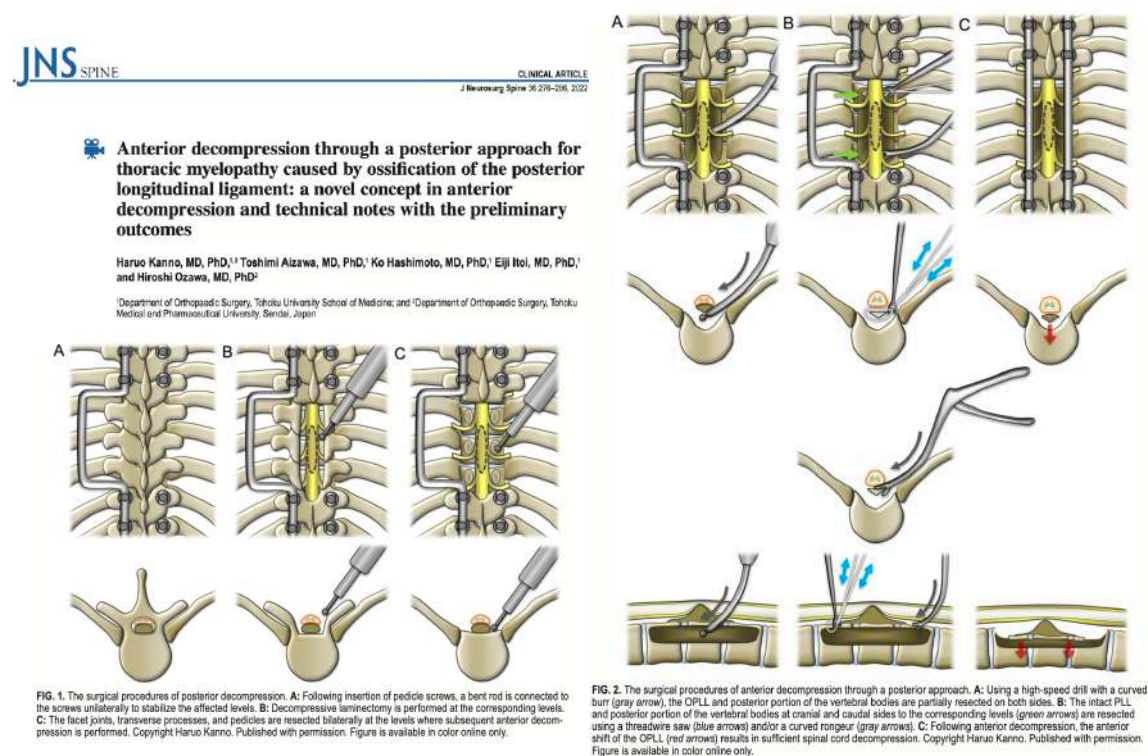 JNS SPINE
CLINICAL ARTICLE
J Neurosurg Spine 36:276–286, 2022
Anterior decompression through a posterior approach for
thoracic myelopathy caused by ossification of the posterior
longitudinal ligament: a novel concept in anterior
decompression and technical notes with the preliminary
outcomes
Haruo Kanno, MD, PhD,¹,² Toshimi Aizawa, MD, PhD,¹ Ko Hashimoto, MD, PhD,¹ Eiji Itoi, MD, PhD,¹
and Hiroshi Ozawa, MD, PhD²
¹Department of Orthopaedic Surgery, Tohoku University School of Medicine; and ²Department of Orthopaedic Surgery, Tohoku
Medical and Pharmaceutical University, Sendai, Japan
A B C
FIG. 1. The surgical procedures of posterior decompression. A: Following insertion of pedicle screws, a bent rod is connected to
the screws unilaterally to stabilize the affected levels. B: Decompressive laminectomy is performed at the corresponding levels.
C: The facet joints, transverse processes, and pedicles are resected bilaterally at the levels where subsequent anterior decom-
pression is performed. Copyright Haruo Kanno. Published with permission. Figure is available in color online only.
A B C
FIG. 2. The surgical procedures of anterior decompression through a posterior approach. A: Using a high-speed drill with a curved
burr (gray arrow), the OPLL and posterior portion of the vertebral bodies are partially resected on both sides. B: The intact PLL
and posterior portion of the vertebral bodies at cranial and caudal sides to the corresponding levels (green arrows) are resected
using a threadwire saw (blue arrows) and/or a curved rongeur (gray arrows). C: Following anterior decompression, the anterior
shift of the OPLL (red arrows) results in sufficient spinal cord decompression. Copyright Haruo Kanno. Published with permission.
Figure is available in color online only.